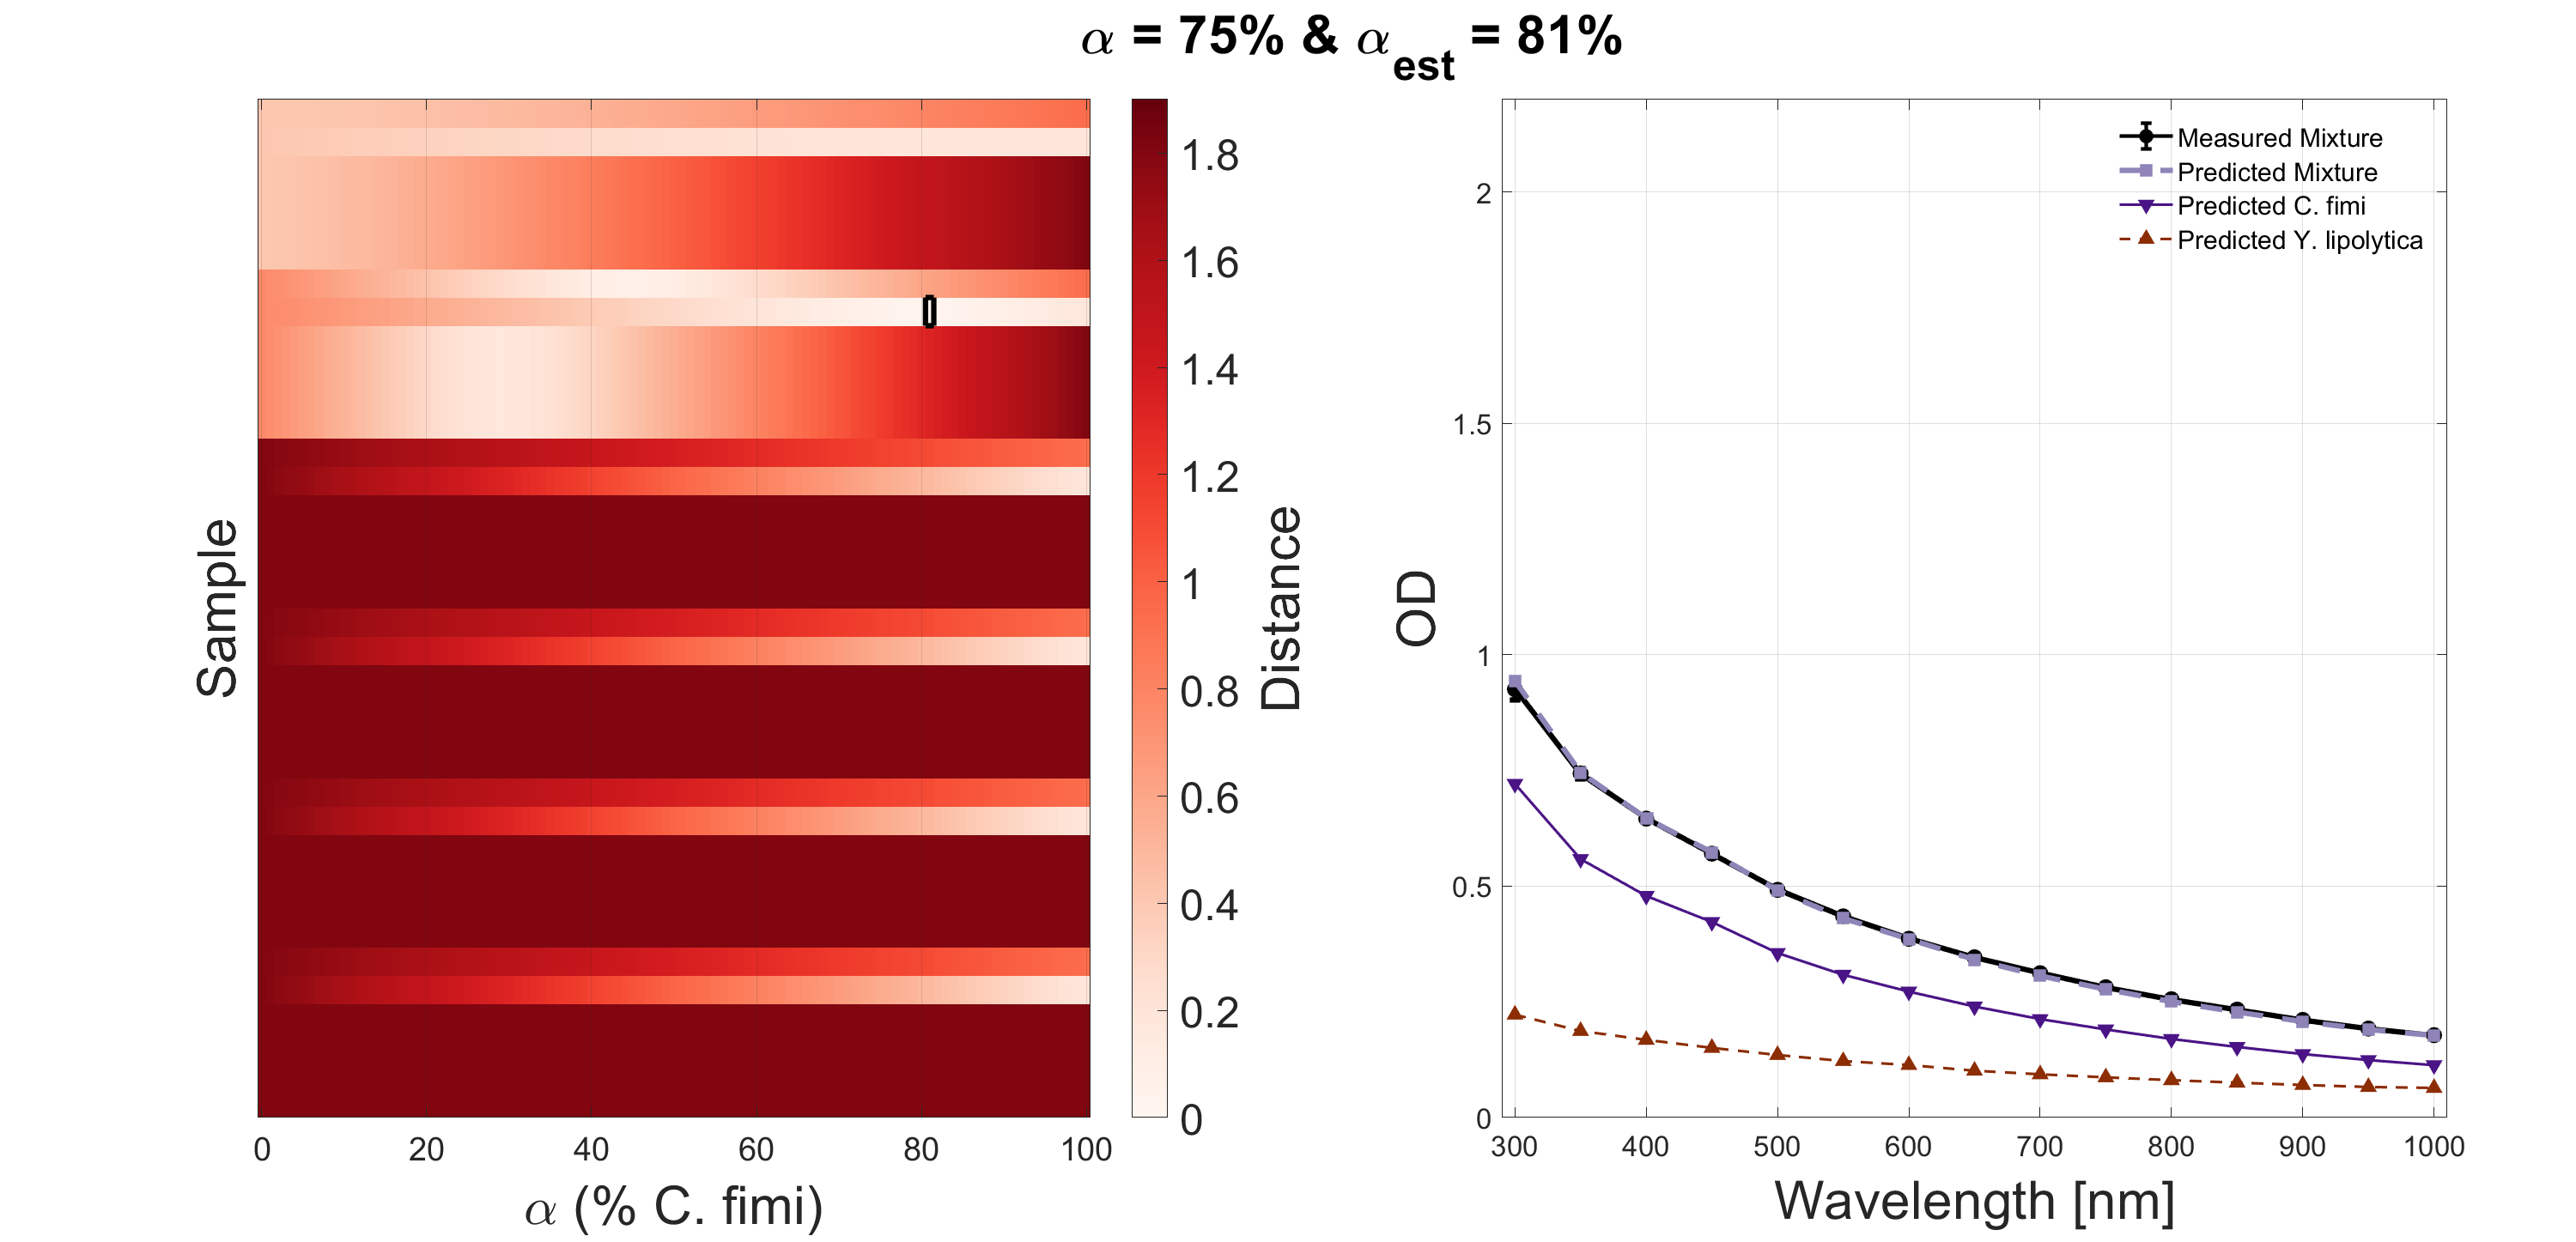 α = 75% & α_est = 81%
Sample
0 20 40 60 80 100
α (% C. fimi)
1.8
1.6
1.4
1.2
1
0.8
0.6
0.4
0.2
0
Distance
OD
2
1.5
1
0.5
0
Measured Mixture
Predicted Mixture
Predicted C. fimi
Predicted Y. lipolytica
300 400 500 600 700 800 900 1000
Wavelength [nm]